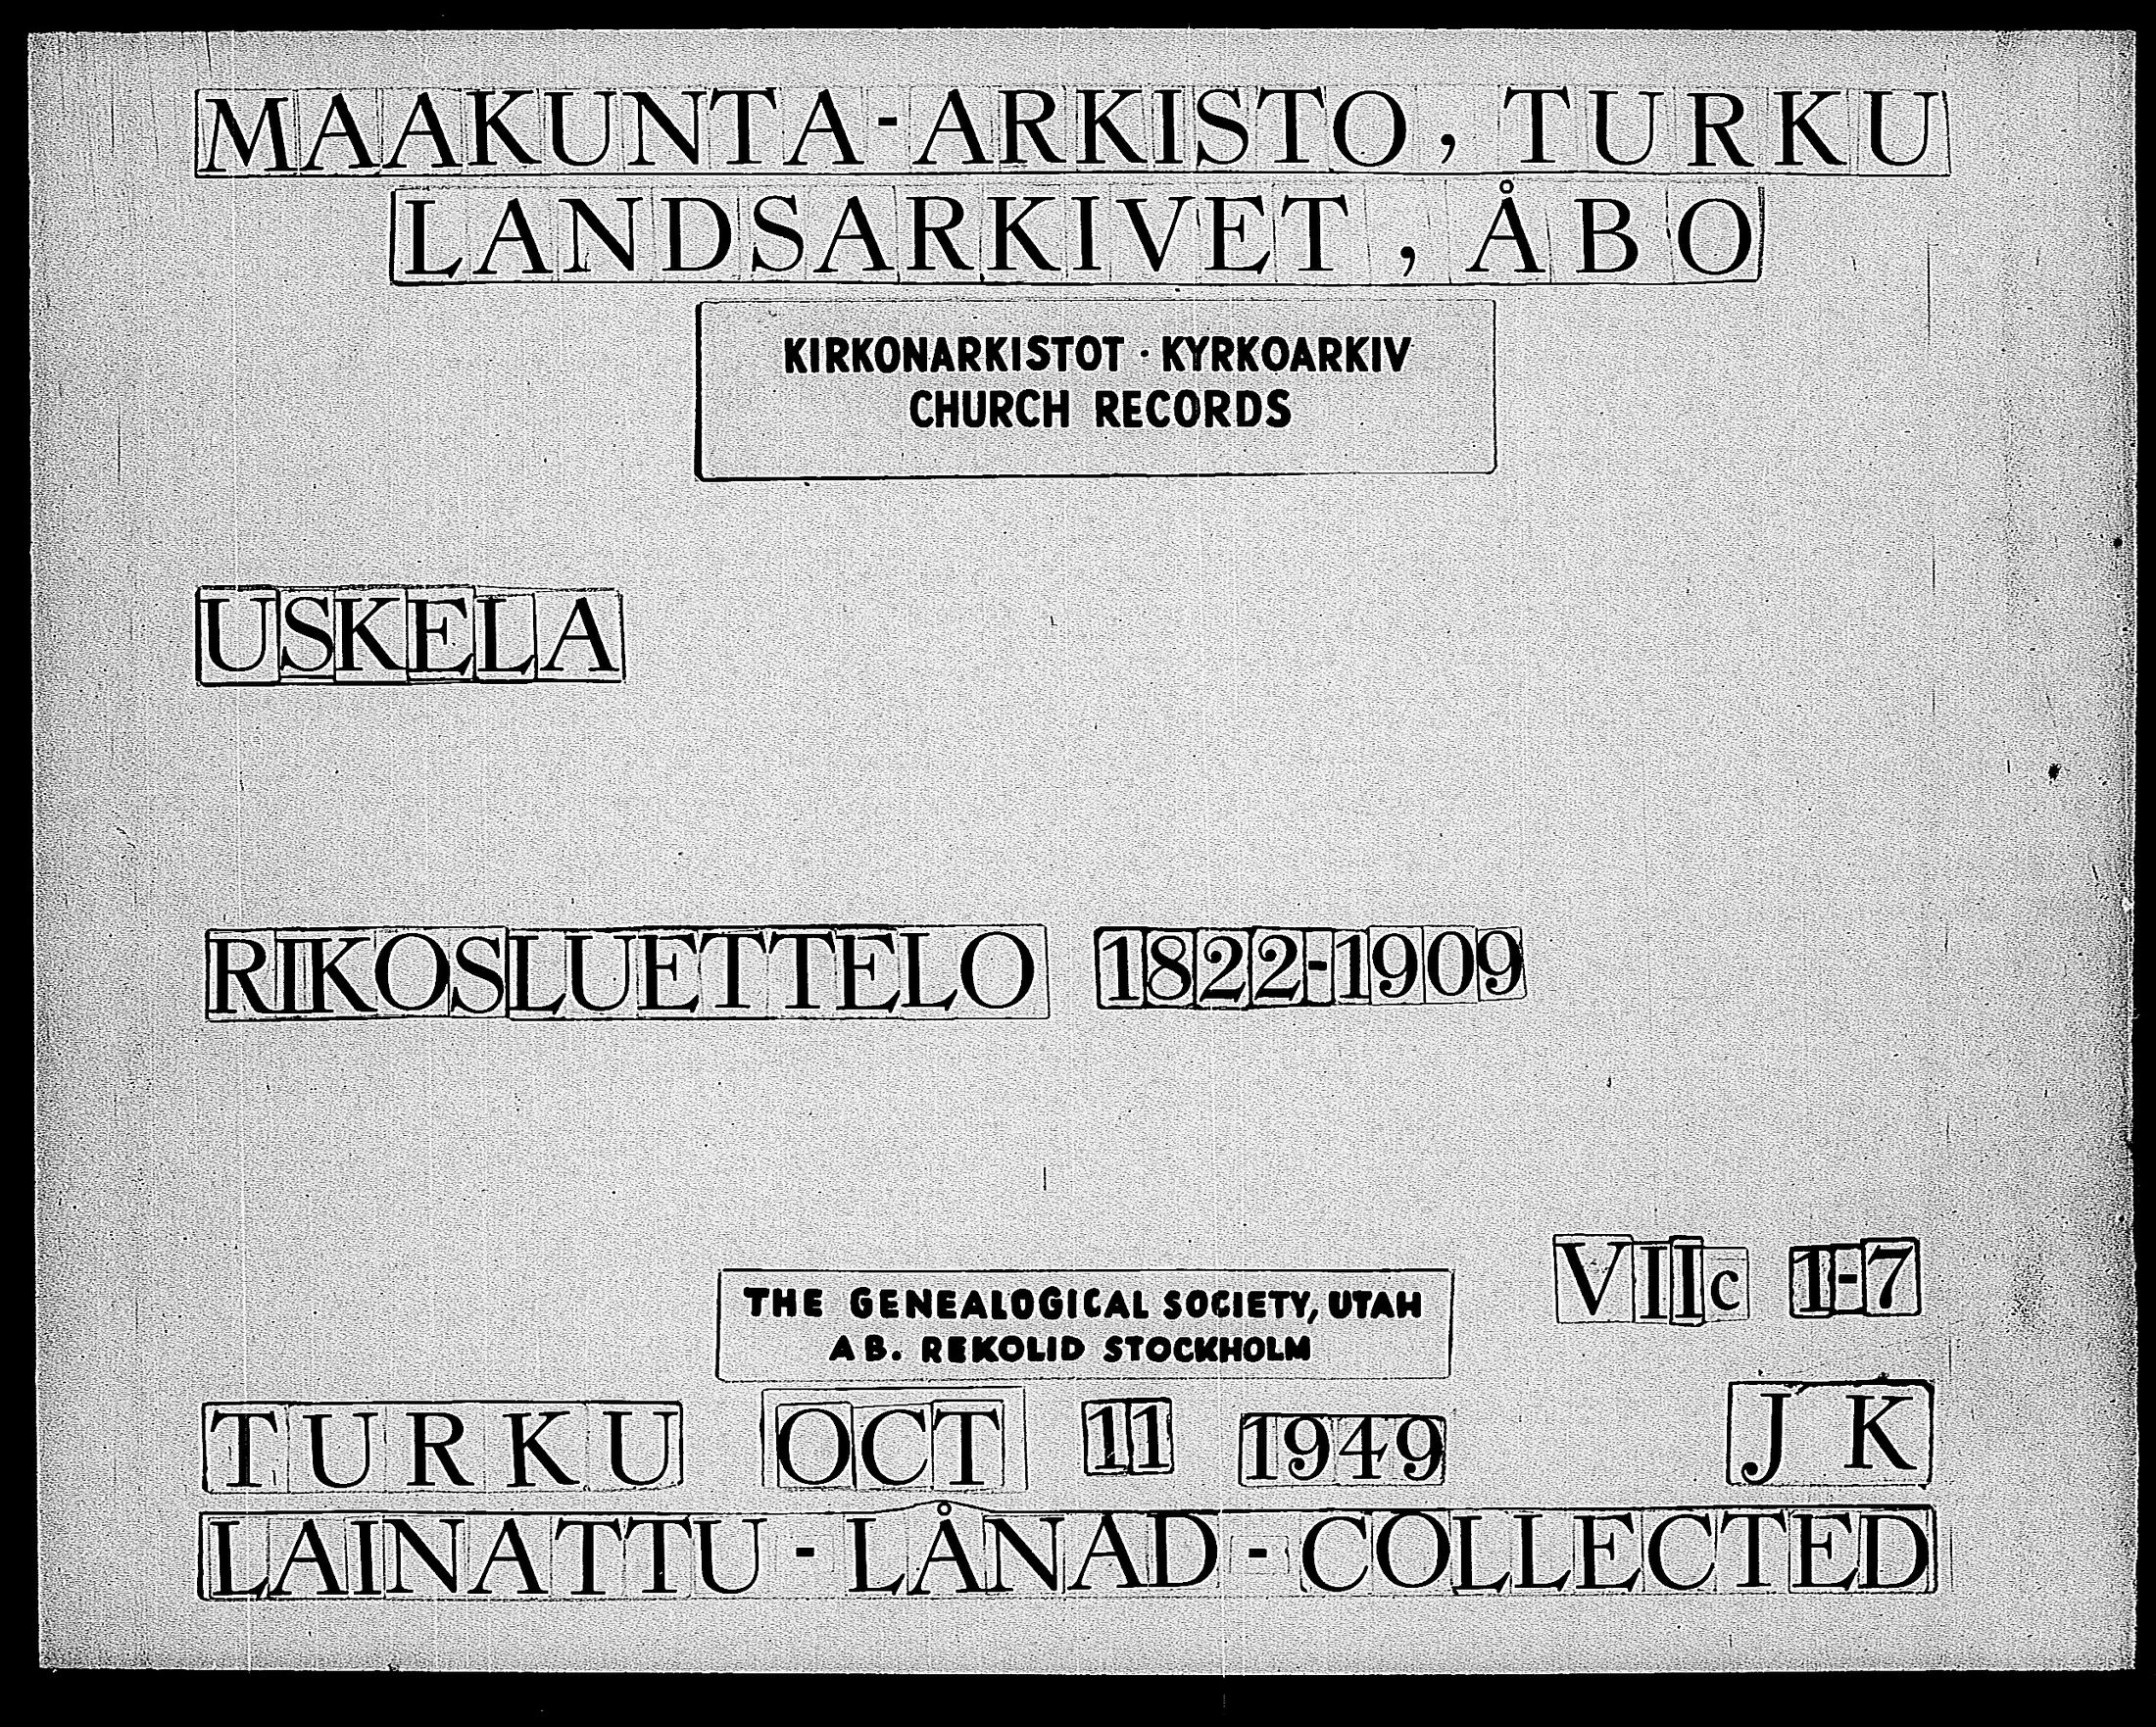 MAAKUNTA-ARKISTO, TURKU
LANDSARKIVET, ÅBO
KIRKONARKISTOT · KYRKOARKIV
CHURCH RECORDS
USKELA
RIKOSLUETTELO 1822-1909
VIIc 1-7
THE GENEALOGICAL SOCIETY, UTAH
AB. REKOLID STOCKHOLM
TURKU OCT 11 1949 J K
LAINATTU - LÅNAD - COLLECTED